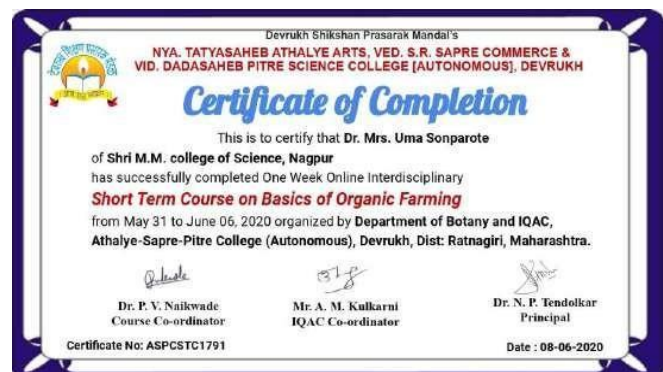 Devrukh Shikshan Prasarak Mandal's
NYA. TATYASAHEB ATHALYE ARTS, VED. S.R. SAPRE COMMERCE &
VID. DADASAHEB PITRE SCIENCE COLLEGE [AUTONOMOUS], DEVRUKH
Certificate of Completion
This is to certify that Dr. Mrs. Uma Sonparote
of Shri M.M. college of Science, Nagpur
has successfully completed One Week Online Interdisciplinary
Short Term Course on Basics of Organic Farming
from May 31 to June 06, 2020 organized by Department of Botany and IQAC,
Athalye-Sapre-Pitre College (Autonomous), Devrukh, Dist: Ratnagiri, Maharashtra.
Dr. P. V. Naikwade Mr. A. M. Kulkarni Dr. N. P. Tendolkar
Course Co-ordinator IQAC Co-ordinator Principal
Certificate No: ASPCSTC1791 Date : 08-06-2020